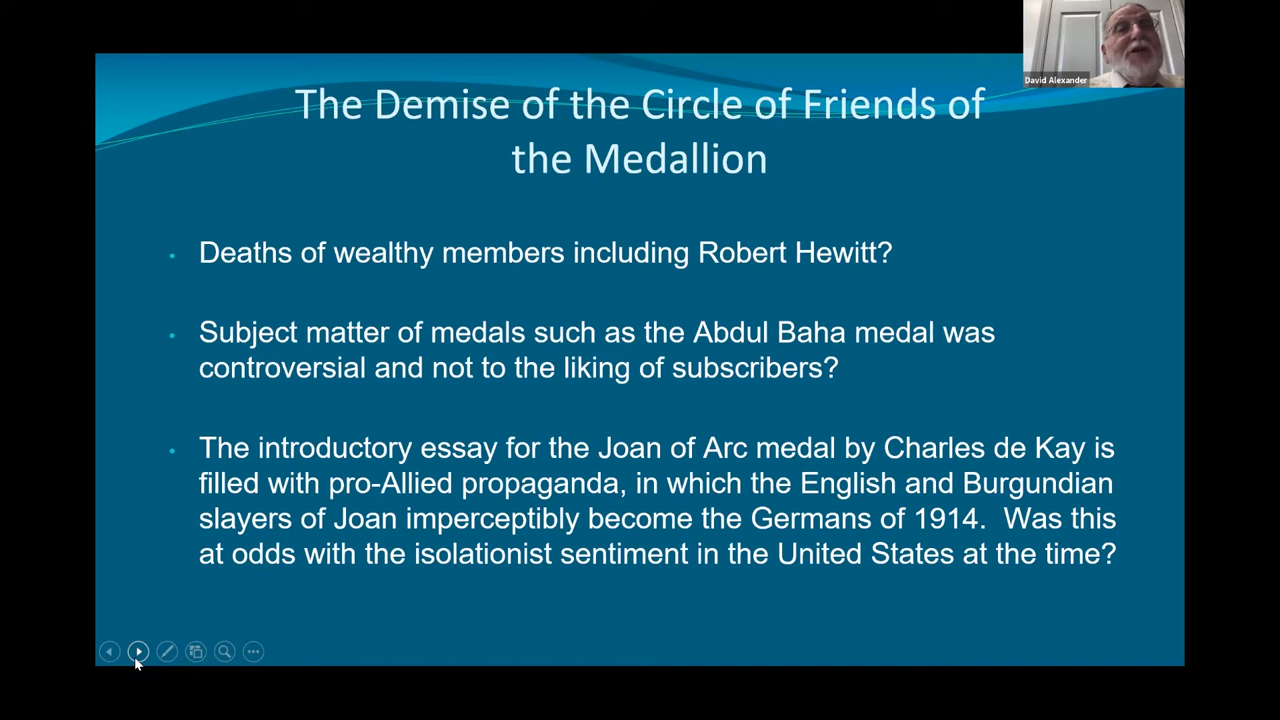 David Alexander
The Demise of the Circle of Friends of
the Medallion
• Deaths of wealthy members including Robert Hewitt?
• Subject matter of medals such as the Abdul Baha medal was
controversial and not to the liking of subscribers?
• The introductory essay for the Joan of Arc medal by Charles de Kay is
filled with pro-Allied propaganda, in which the English and Burgundian
slayers of Joan imperceptibly become the Germans of 1914.  Was this
at odds with the isolationist sentiment in the United States at the time?